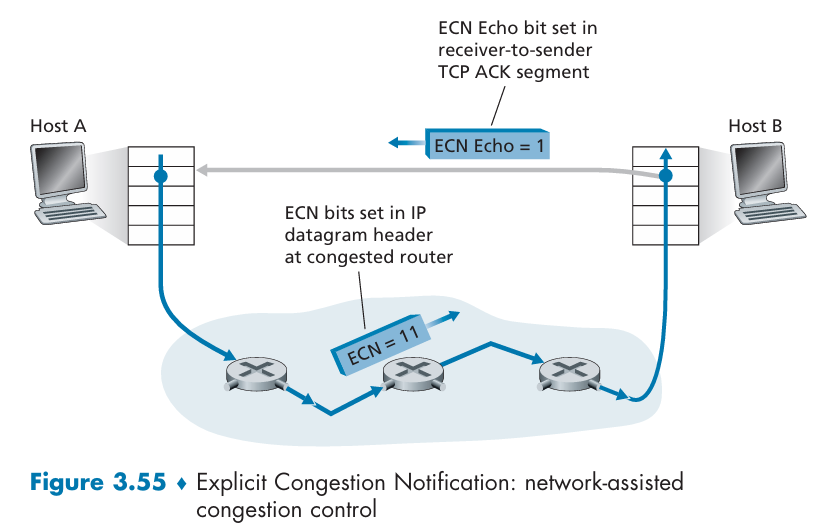 ECN Echo bit set in
receiver-to-sender
TCP ACK segment
Host A
Host B
ECN Echo = 1
ECN bits set in IP
datagram header
at congested router
ECN = 11
Figure 3.55 ♦ Explicit Congestion Notification: network-assisted
congestion control